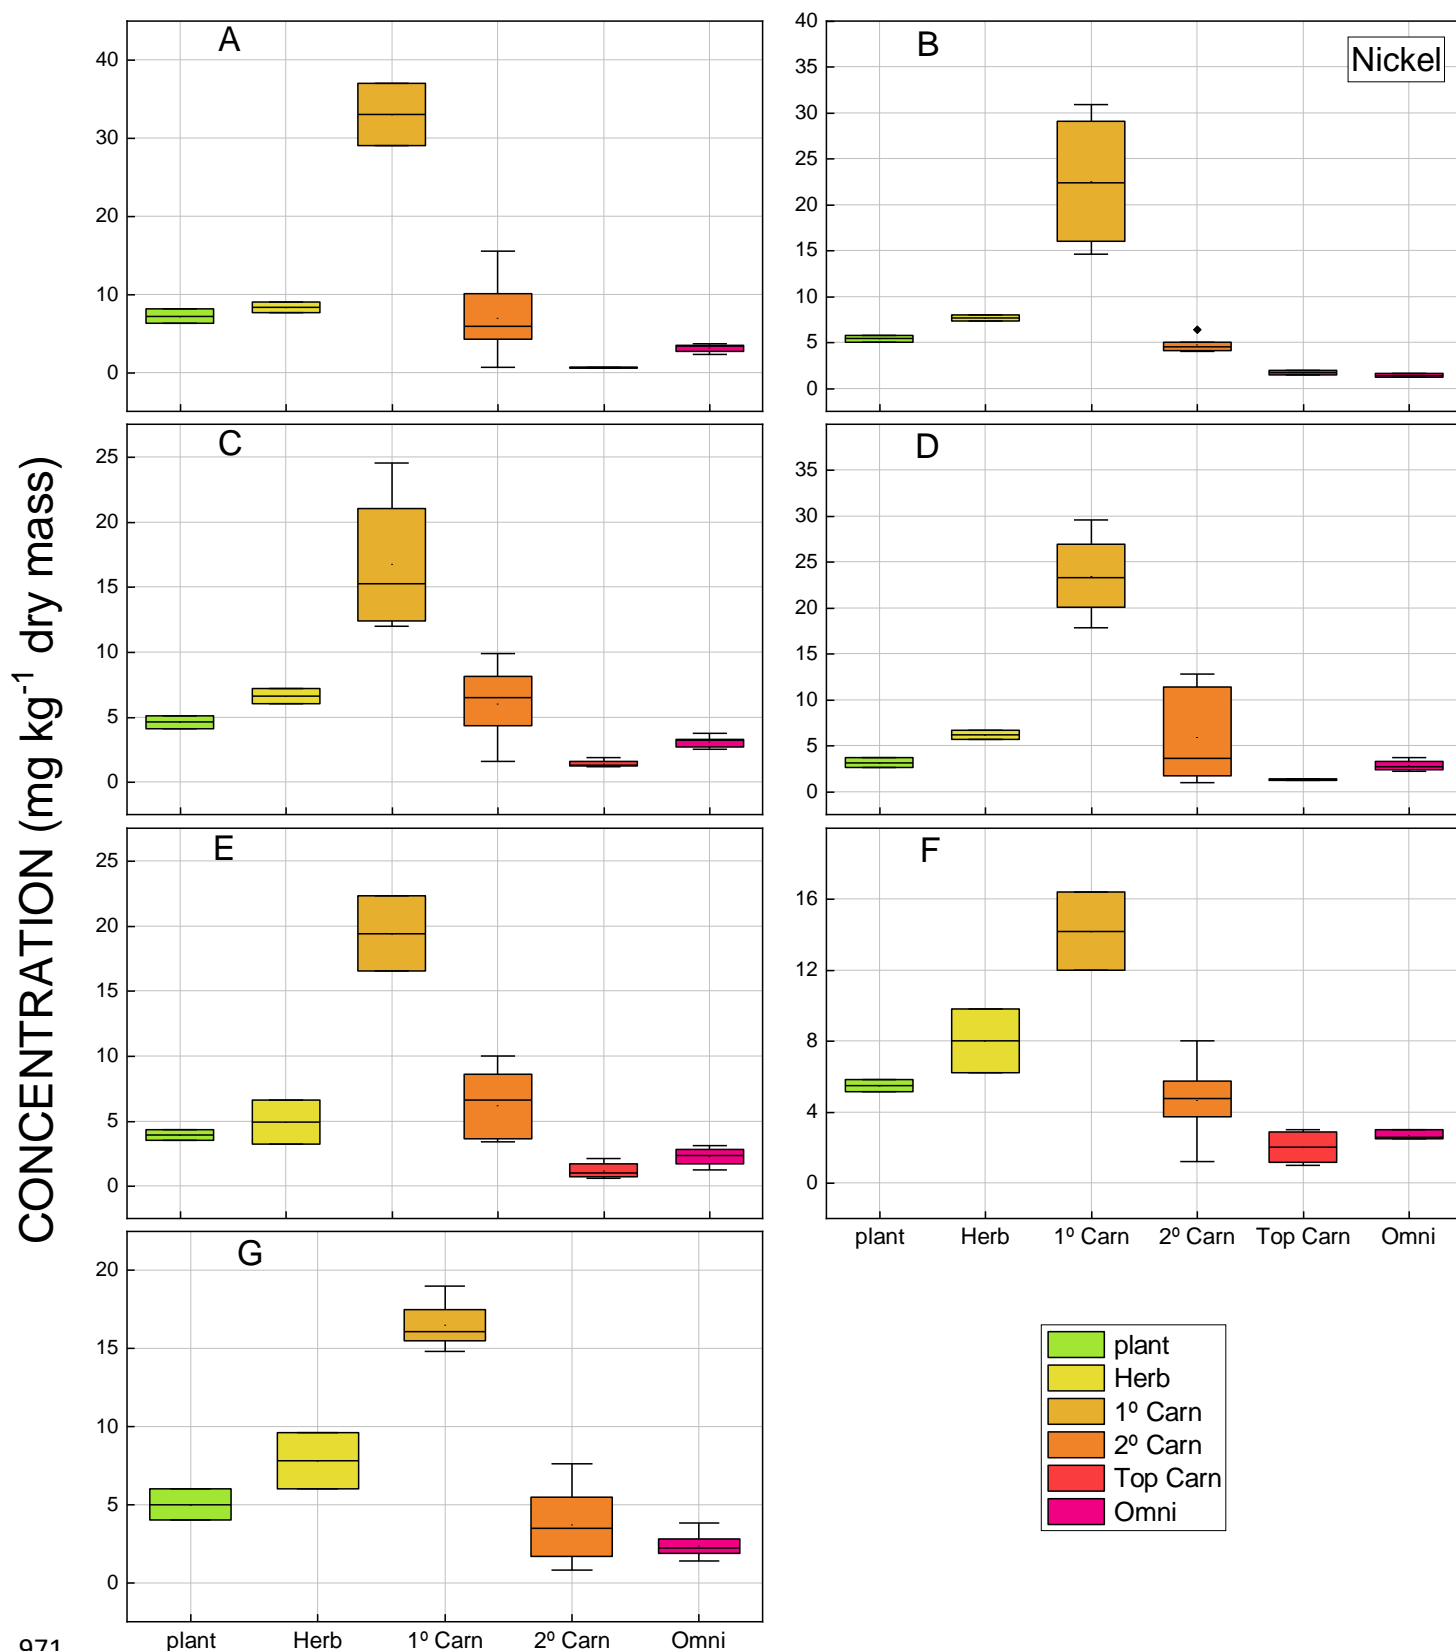 CONCENTRATION (mg kg-1 dry mass)
A
40
30
20
10
0
B
Nickel
40
35
30
25
20
15
10
5
0
C
25
20
15
10
5
0
D
35
30
25
20
15
10
5
0
E
25
20
15
10
5
0
F
16
12
8
4
0
plant Herb 1º Carn 2º Carn Top Carn Omni
G
20
15
10
5
0
plant Herb 1º Carn 2º Carn Omni
plant
Herb
1º Carn
2º Carn
Top Carn
Omni
971